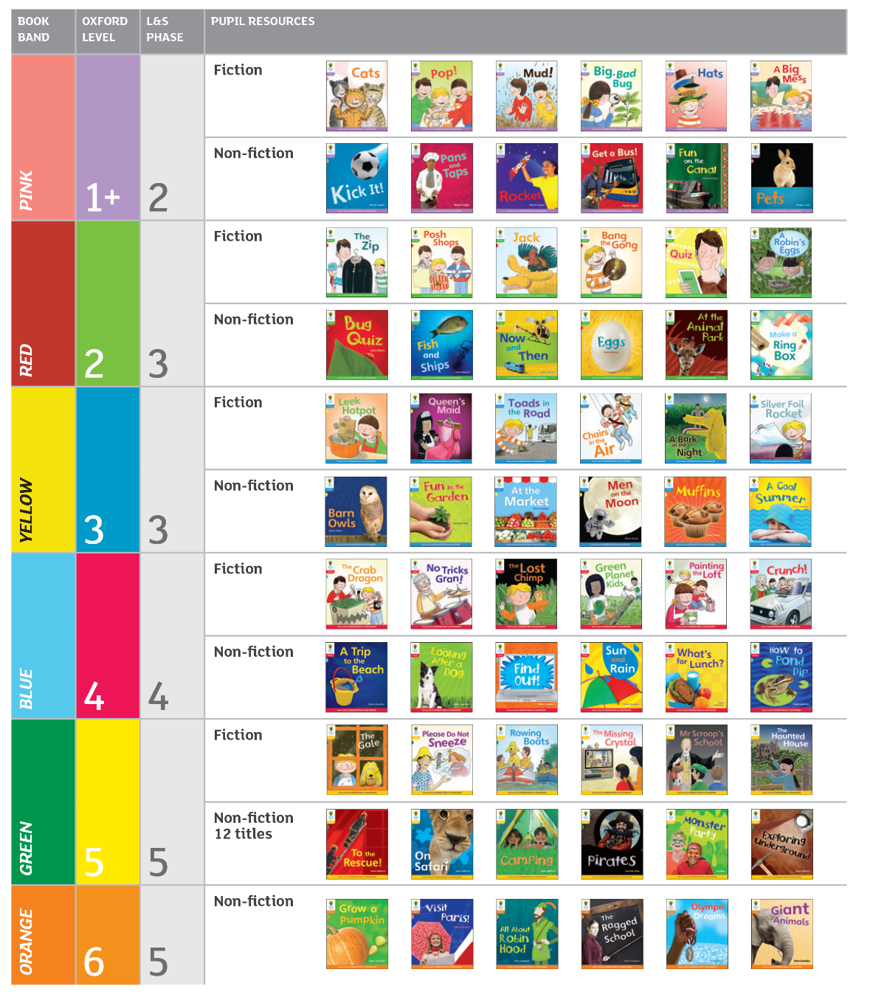 BOOK
BAND
OXFORD
LEVEL
L&S
PHASE
PUPIL RESOURCES
PINK
1+
2
Fiction
Cats
Pop!
Mud!
Big, Bad
Bug
Hats
A Big
Mess
Non-fiction
Kick It!
Pans
and
Taps
Rocket
Get a Bus!
Fun
on the
Canal
Pets
RED
2
3
Fiction
The
Zip
Posh
Shops
Jack
Bang
the Gong
Quiz
A
Robin's
Eggs
Non-fiction
Bug
Quiz
Fish
and
Ships
Now
and
Then
Eggs
At the
Animal
Park
Make a
Ring
Box
YELLOW
3
3
Fiction
Leek
Hotpot
Queen's
Maid
Toads in
the Road
Chairs
in the
Air
A Bark
in the
Night
Silver Foil
Rocket
Non-fiction
Barn
Owls
Fun in the
Garden
At the
Market
Men
on the
Moon
Muffins
A Cool
Summer
BLUE
4
4
Fiction
The Crab
Dragon
No Tricks
Gran!
The Lost
Chimp
Green
Planet
Kids
Painting
the Loft
Crunch!
Non-fiction
A Trip
to the
Beach
Looking
After a
Dog
Find
Out!
Sun
and
Rain
What's
for Lunch?
How to
Pond
Dip
GREEN
5
5
Fiction
The
Gale
Please Do Not
Sneeze
Rowing
Boats
The Missing
Crystal
Mr Scroop's
School
The
Haunted
House
Non-fiction
12 titles
To the
Rescue!
On
Safari
Camping
Pirates
Monster
Party
Exploring
Underground
ORANGE
6
5
Non-fiction
Grow a
Pumpkin
Visit
Paris!
All About
Robin
Hood
The
Ragged
School
Olympic
Dreams
Giant
Animals